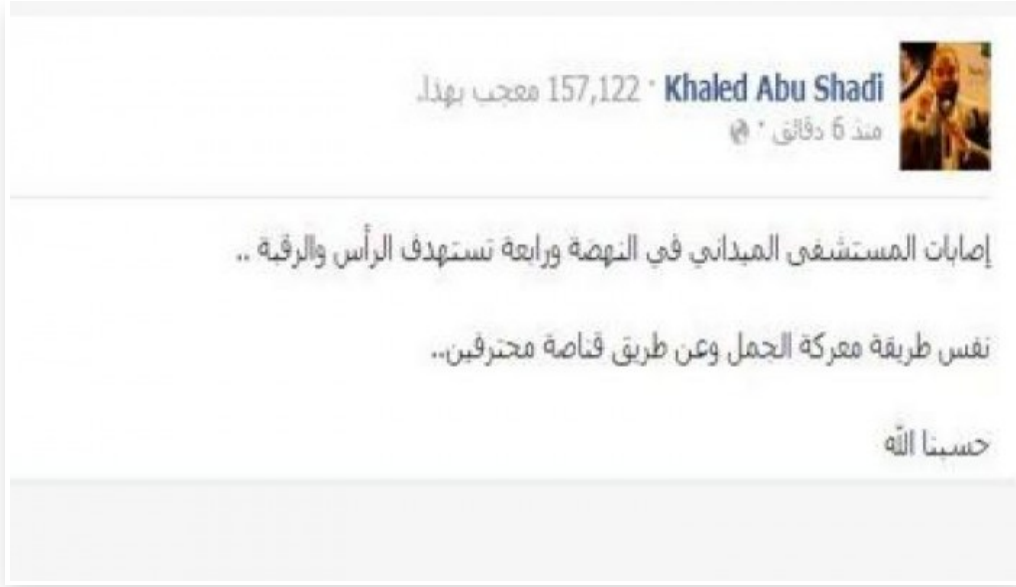 Khaled Abu Shadi · 157,122 معجب بهذا.
منذ 6 دقائق ·
إصابات المستشفى الميداني في النهضة ورابعة تستهدف الرأس والرقبة ..
نفس طريقة معركة الجمل وعن طريق قناصة محترفين..
حسبنا الله